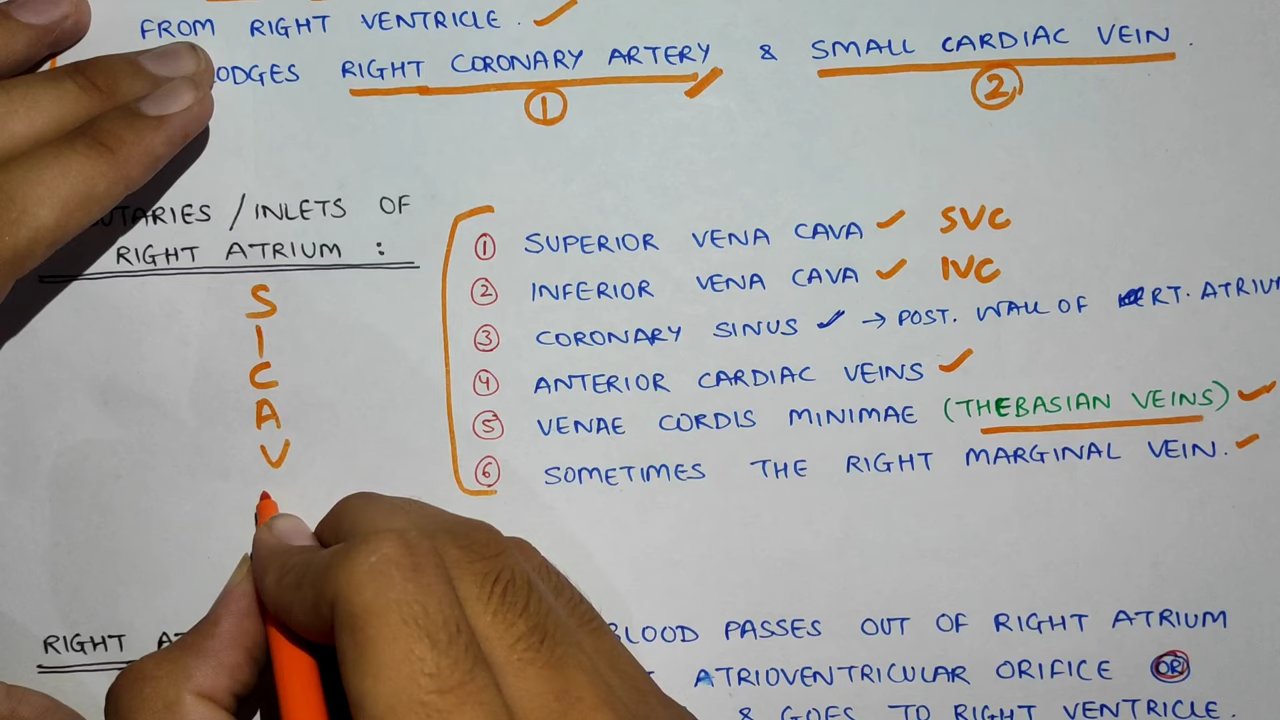 FROM RIGHT VENTRICLE.
RIGHT CORONARY ARTERY & SMALL CARDIAC VEIN.
1 2
/INLETS OF
RIGHT ATRIUM :
S
I
C
A
V
1 SUPERIOR VENA CAVA SVC
2 INFERIOR VENA CAVA IVC
3 CORONARY SINUS → POST. WALL OF RT. ATRIU
4 ANTERIOR CARDIAC VEINS
5 VENAE CORDIS MINIMAE (THEBASIAN VEINS)
6 SOMETIMES THE RIGHT MARGINAL VEIN.
RIGHT BLOOD PASSES OUT OF RIGHT ATRIUM
ATRIOVENTRICULAR ORIFICE OR
& GOES TO RIGHT VENTRICLE.